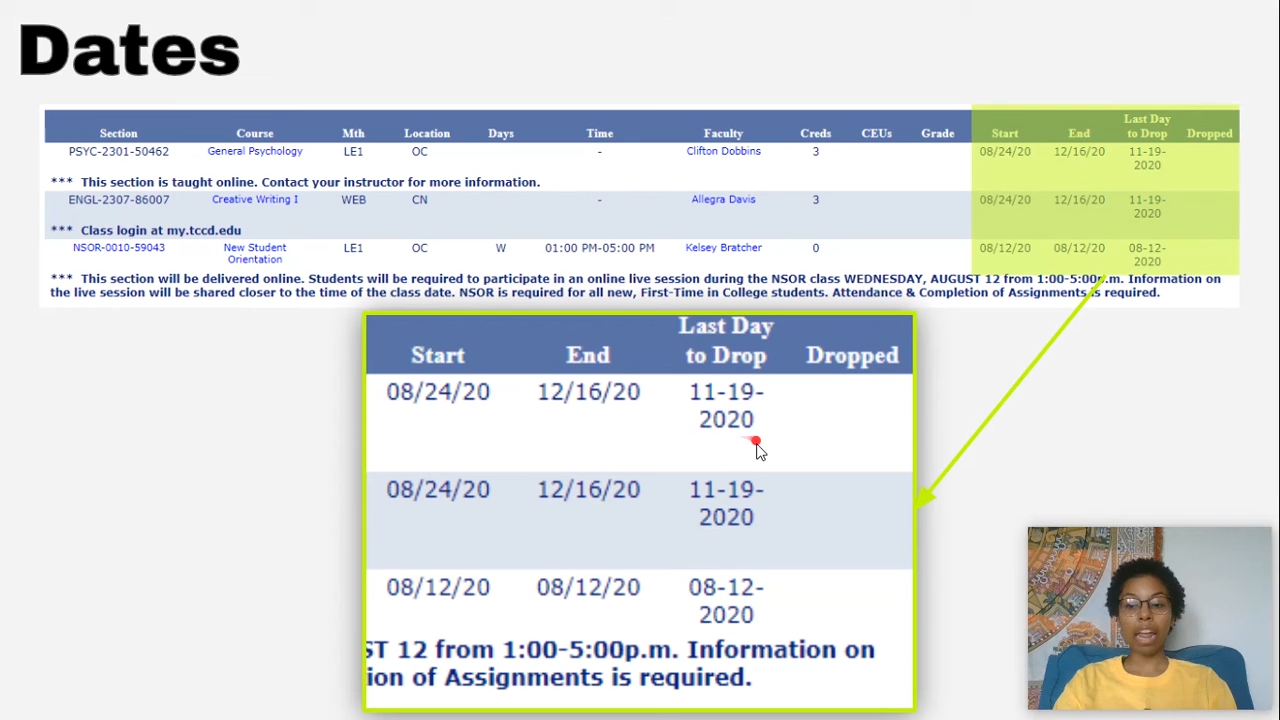 Dates
Section Course Mth Location Days Time Faculty Creds CEUs Grade Start End Last Day to Drop Dropped
PSYC-2301-50462 General Psychology LE1 OC - Clifton Dobbins 3 08/24/20 12/16/20 11-19-2020
*** This section is taught online. Contact your instructor for more information.
ENGL-2307-86007 Creative Writing I WEB CN - Allegra Davis 3 08/24/20 12/16/20 11-19-2020
*** Class login at my.tccd.edu
NSOR-0010-59043 New Student Orientation LE1 OC W 01:00 PM-05:00 PM Kelsey Bratcher 0 08/12/20 08/12/20 08-12-2020
*** This section will be delivered online. Students will be required to participate in an online live session during the NSOR class WEDNESDAY, AUGUST 12 from 1:00-5:00p.m. Information on
the live session will be shared closer to the time of the class date. NSOR is required for all new, First-Time in College students. Attendance & Completion of Assignments is required.
Start End Last Day to Drop Dropped
08/24/20 12/16/20 11-19-2020
08/24/20 12/16/20 11-19-2020
08/12/20 08/12/20 08-12-2020
ST 12 from 1:00-5:00p.m. Information on
ion of Assignments is required.